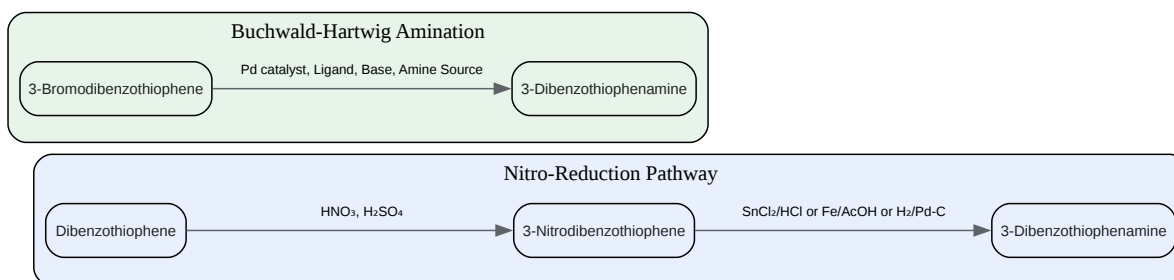 Buchwald-Hartwig Amination
3-Bromodibenzothiophene
Pd catalyst, Ligand, Base, Amine Source
3-Dibenzothiophenamine
Nitro-Reduction Pathway
Dibenzothiophene
HNO₃, H₂SO₄
3-Nitrodibenzothiophene
SnCl₂/HCl or Fe/AcOH or H₂/Pd-C
3-Dibenzothiophenamine